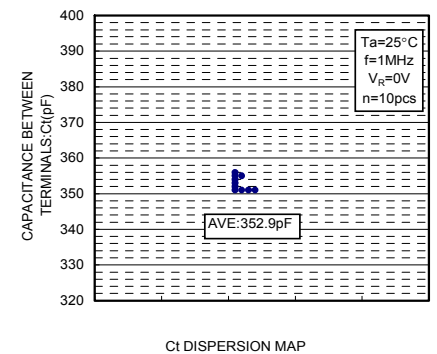 400
390
380
370
360
350
340
330
320
CAPACITANCE BETWEEN
TERMINALS:Ct(pF)
Ta=25°C
f=1MHz
VR=0V
n=10pcs
AVE:352.9pF
Ct DISPERSION MAP